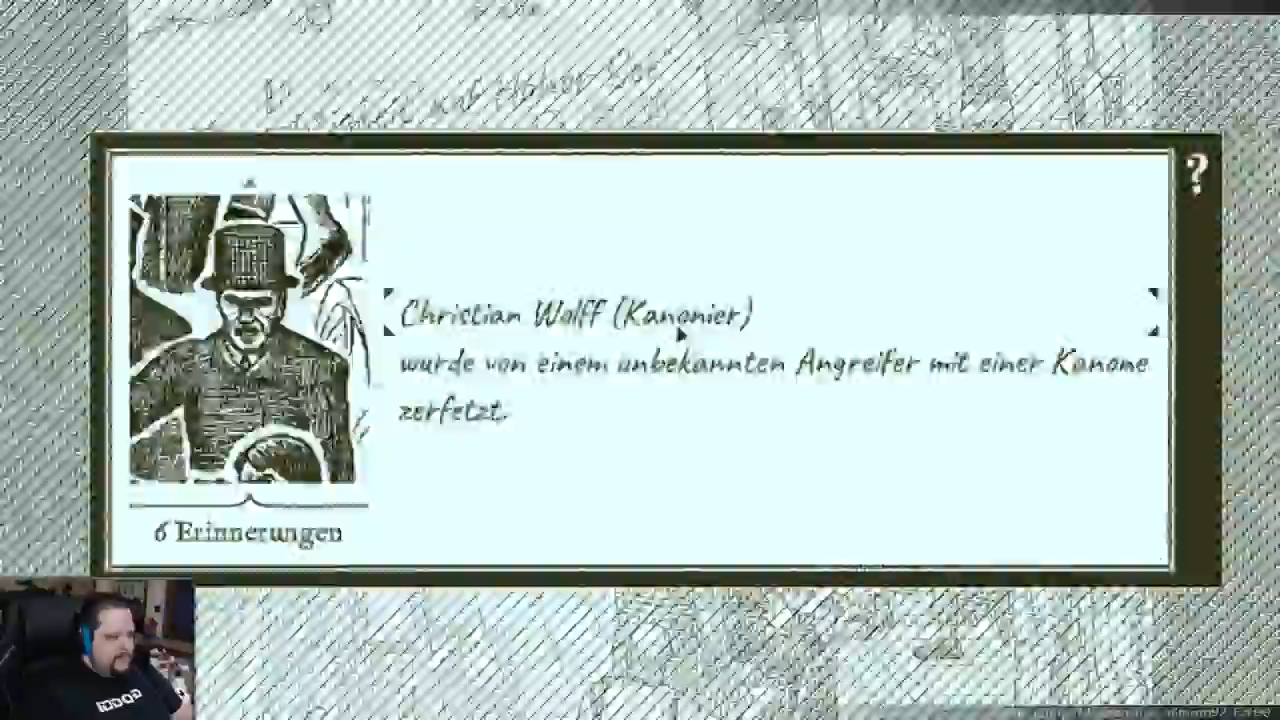 ?
Christian Wolff (Kanonier)
wurde von einem unbekannten Angreifer mit einer Kanone
zerfetzt.
6 Erinnerungen